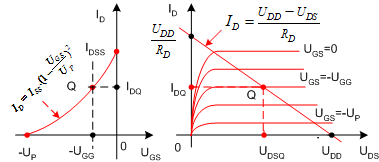 I_D
I_DSS
Q
I_DQ
I_D = I_SS(1 - U_GS/U_P)^2
0
-U_P
-U_GG
U_GS
I_D
U_DD/R_D
I_D = (U_DD - U_DS)/R_D
U_GS=0
I_DQ
Q
U_GS=-U_GG
U_GS=-U_P
0
U_DSQ
U_DD
U_DS